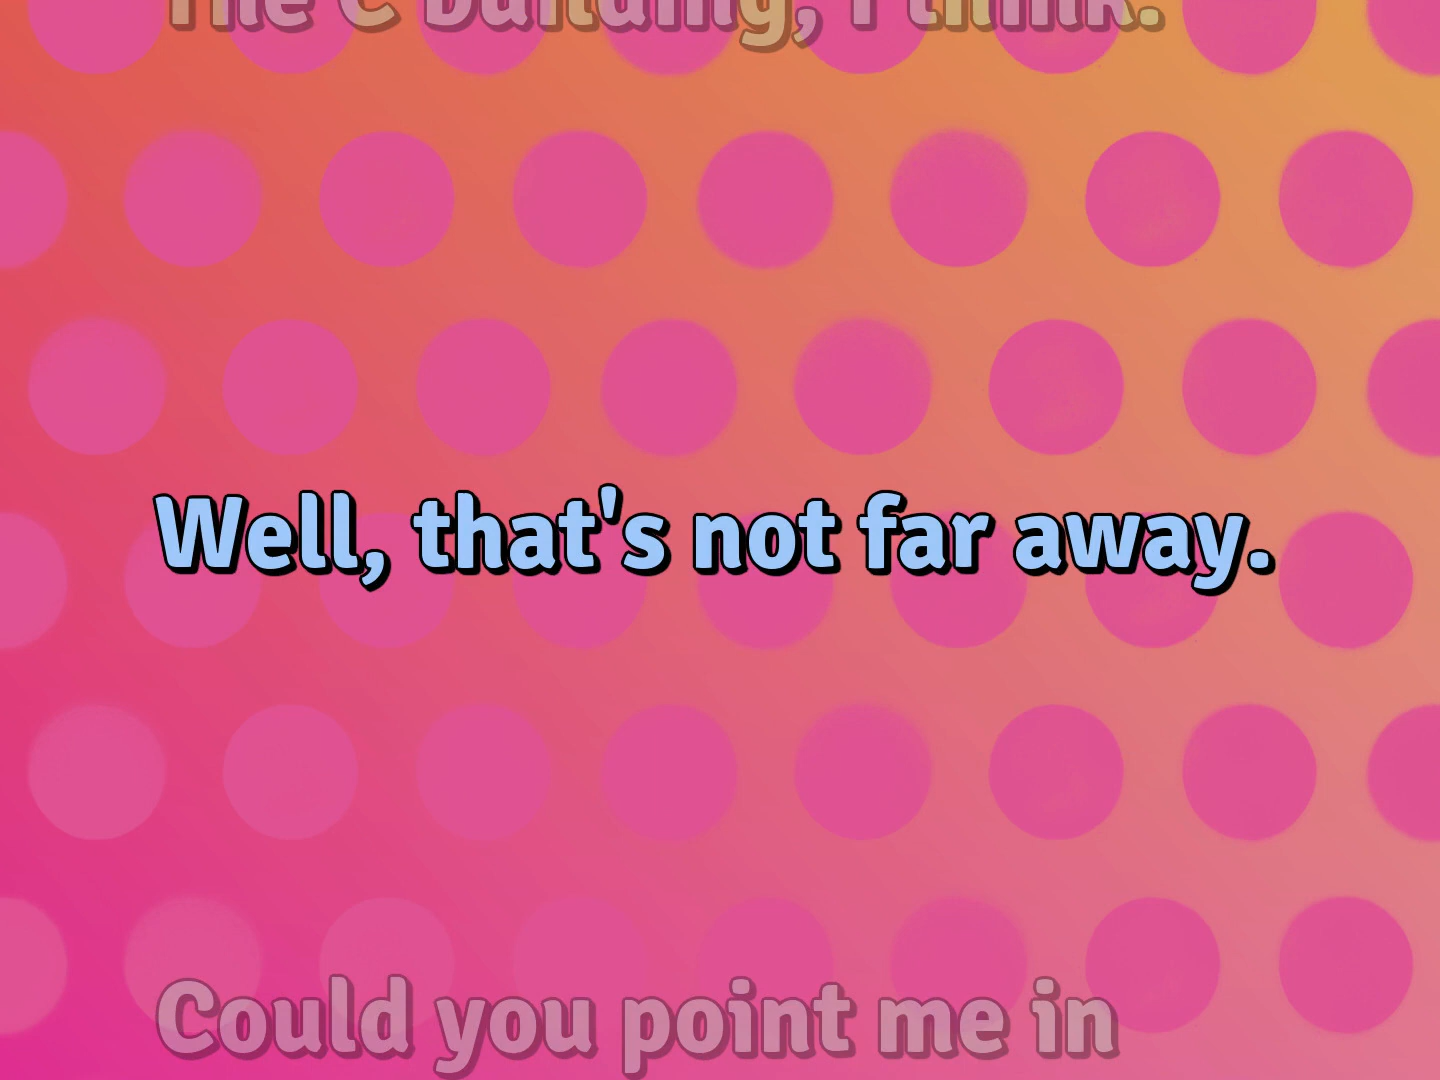 The C building, I think.
Well, that's not far away.
Could you point me in